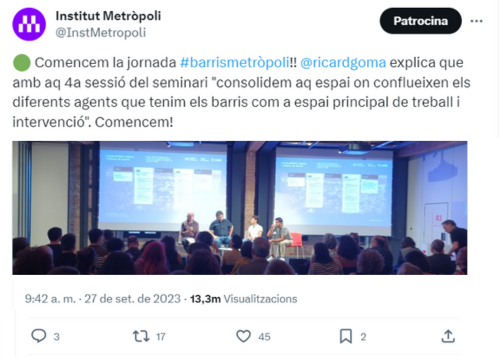 Institut Metròpoli
@InstMetropoli
Patrocina
Comencem la jornada #barrismetròpoli!! @ricardgoma explica que
amb aq 4a sessió del seminari "consolidem aq espai on conflueixen els
diferents agents que tenim els barris com a espai principal de treball i
intervenció". Comencem!
9:42 a. m. · 27 de set. de 2023 · 13,3m Visualitzacions
3
17
45
2